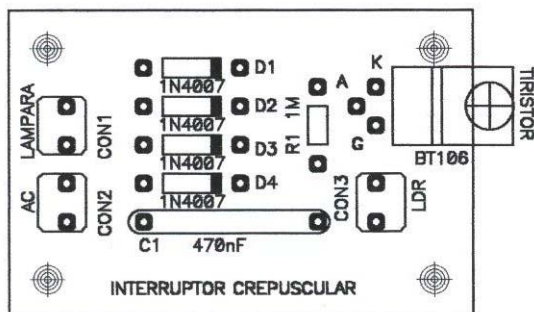 D1
1N4007
D2
1N4007
D3
1N4007
D4
1N4007
LAMPARA
CON1
AC
CON2
C1
470nF
R1
1M
A
K
G
TIRISTOR
BT106
CON3
LDR
INTERRUPTOR CREPUSCULAR